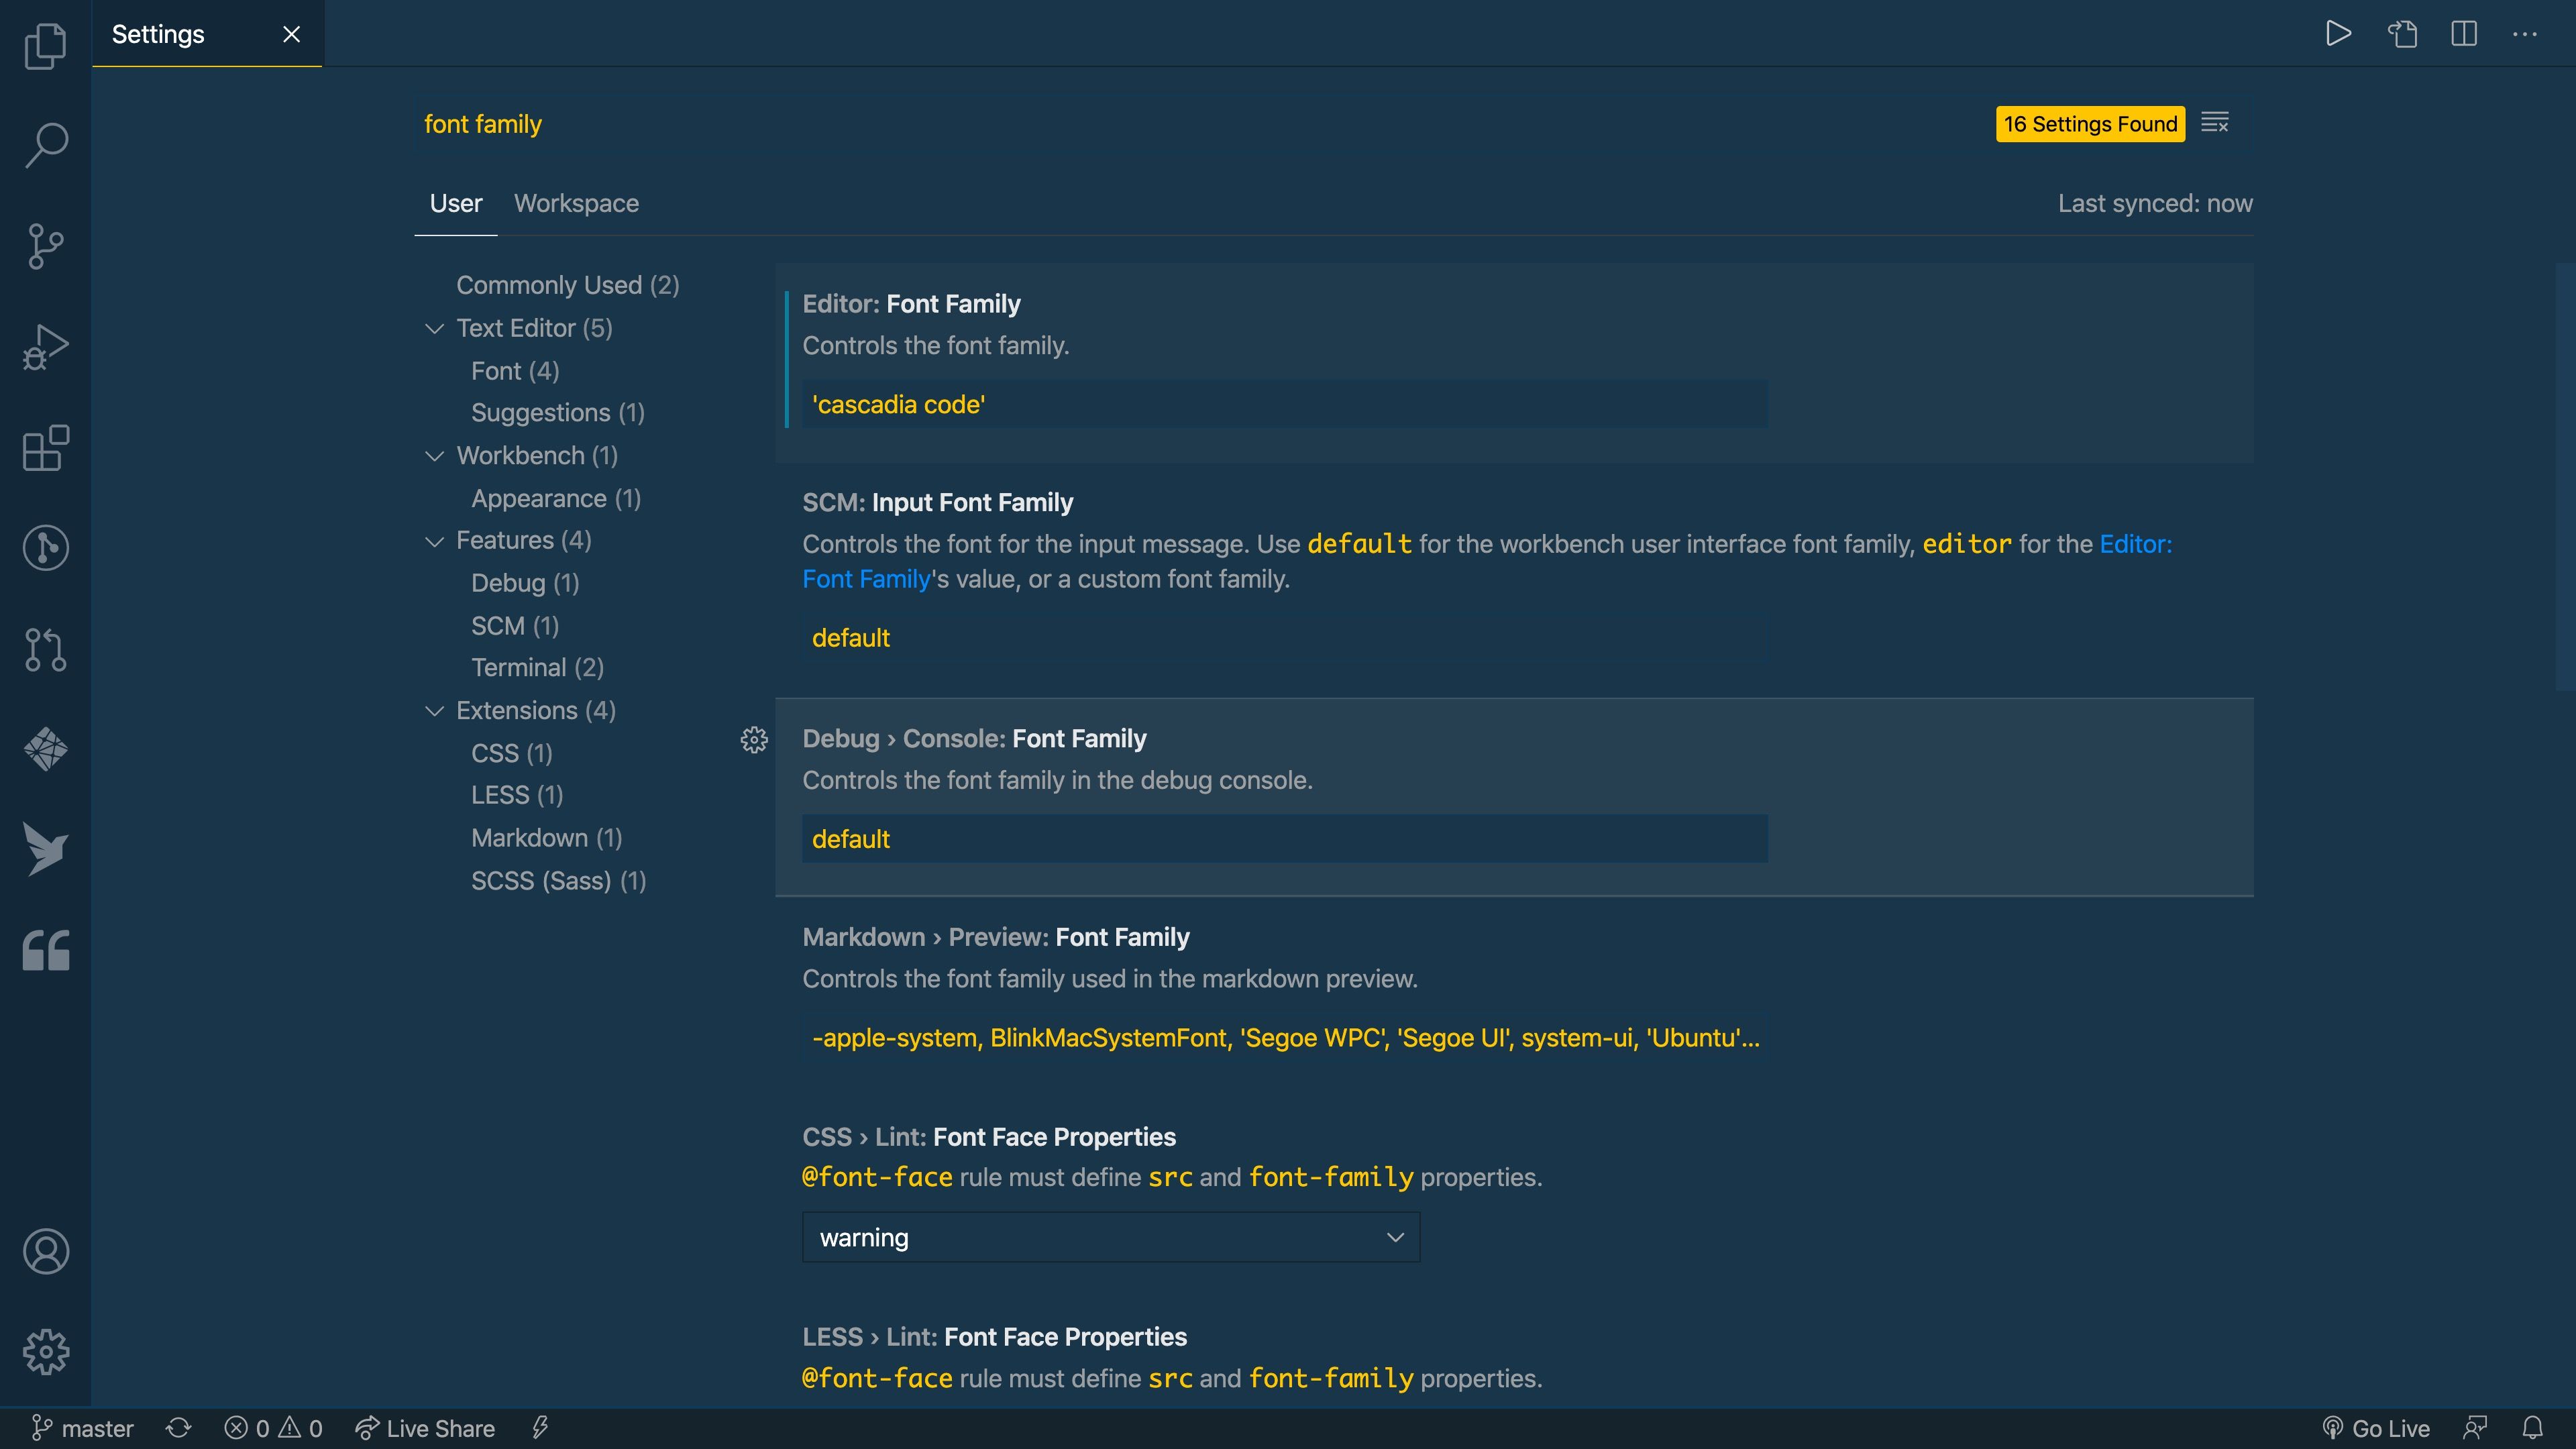 Settings
font family
16 Settings Found
User Workspace
Last synced: now
Commonly Used (2)
Text Editor (5)
Font (4)
Suggestions (1)
Workbench (1)
Appearance (1)
Features (4)
Debug (1)
SCM (1)
Terminal (2)
Extensions (4)
CSS (1)
LESS (1)
Markdown (1)
SCSS (Sass) (1)
Editor: Font Family
Controls the font family.
'cascadia code'
SCM: Input Font Family
Controls the font for the input message. Use default for the workbench user interface font family, editor for the Editor:
Font Family's value, or a custom font family.
default
Debug › Console: Font Family
Controls the font family in the debug console.
default
Markdown › Preview: Font Family
Controls the font family used in the markdown preview.
-apple-system, BlinkMacSystemFont, 'Segoe WPC', 'Segoe UI', system-ui, 'Ubuntu'...
CSS › Lint: Font Face Properties
@font-face rule must define src and font-family properties.
warning
LESS › Lint: Font Face Properties
@font-face rule must define src and font-family properties.
master 0 0 Live Share
Go Live